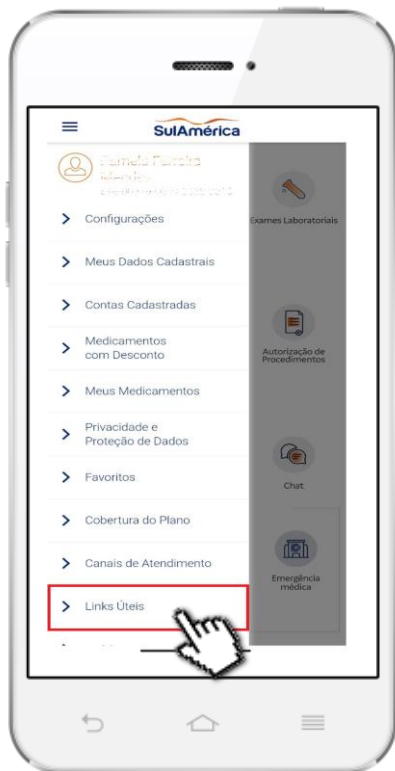 SulAmérica
Configurações
Meus Dados Cadastrais
Contas Cadastradas
Medicamentos
com Desconto
Meus Medicamentos
Privacidade e
Proteção de Dados
Favoritos
Cobertura do Plano
Canais de Atendimento
Links Úteis
Exames Laboratoriais
Autorização de
Procedimentos
Chat
Emergência
médica